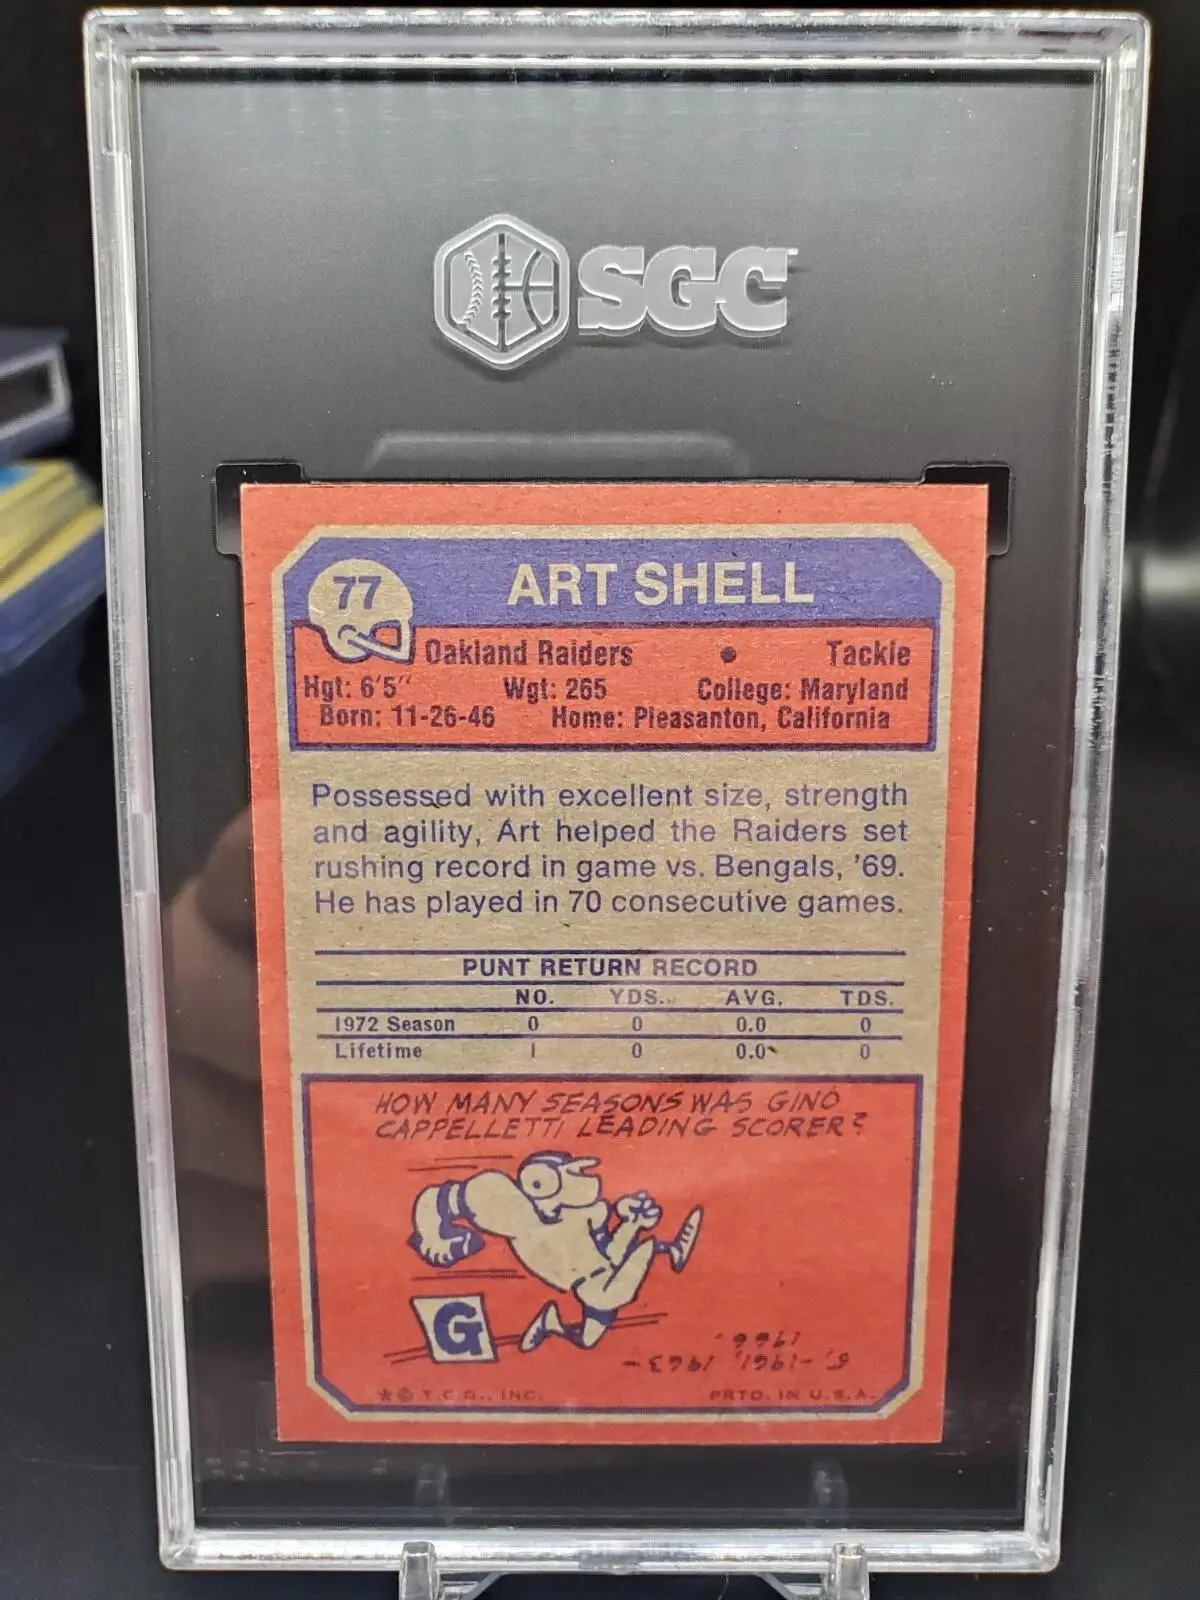 SGC
77
ART SHELL
Oakland Raiders • Tackle
Hgt: 6'5" Wgt: 265 College: Maryland
Born: 11-26-46 Home: Pleasanton, California
Possessed with excellent size, strength
and agility, Art helped the Raiders set
rushing record in game vs. Bengals, '69.
He has played in 70 consecutive games.
PUNT RETURN RECORD
NO. YDS. AVG. TDS.
1972 Season 0 0 0.0 0
Lifetime 1 0 0.0 0
HOW MANY SEASONS WAS GINO
CAPPELLETTI LEADING SCORER?
G
5, -1961, 1963-
1966.
* © T.C.G., INC. PRTD. IN U.S.A.